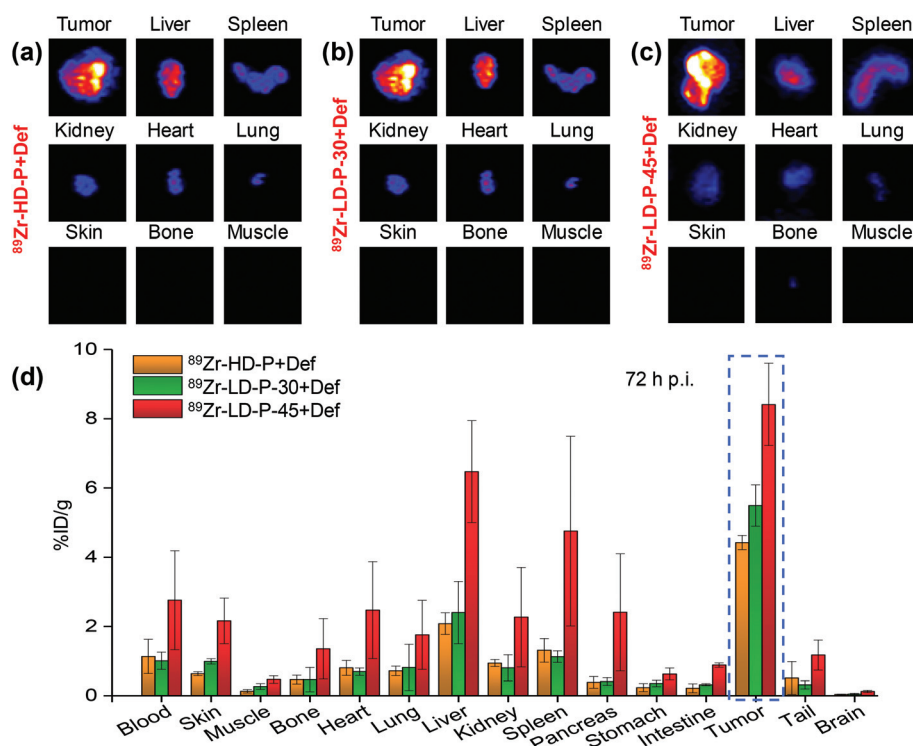 Tumor Liver Spleen
(a)
Kidney Heart Lung
Skin Bone Muscle
⁸⁹Zr-HD-P+Def
Tumor Liver Spleen
(b)
Kidney Heart Lung
Skin Bone Muscle
⁸⁹Zr-LD-P-30+Def
Tumor Liver Spleen
(c)
Kidney Heart Lung
Skin Bone Muscle
⁸⁹Zr-LD-P-45+Def
(d)
⁸⁹Zr-HD-P+Def
⁸⁹Zr-LD-P-30+Def
⁸⁹Zr-LD-P-45+Def
72 h p.i.
%ID/g
10
8
6
4
2
0
Blood Skin Muscle Bone Heart Lung Liver Kidney Spleen Pancreas Stomach Intestine Tumor Tail Brain